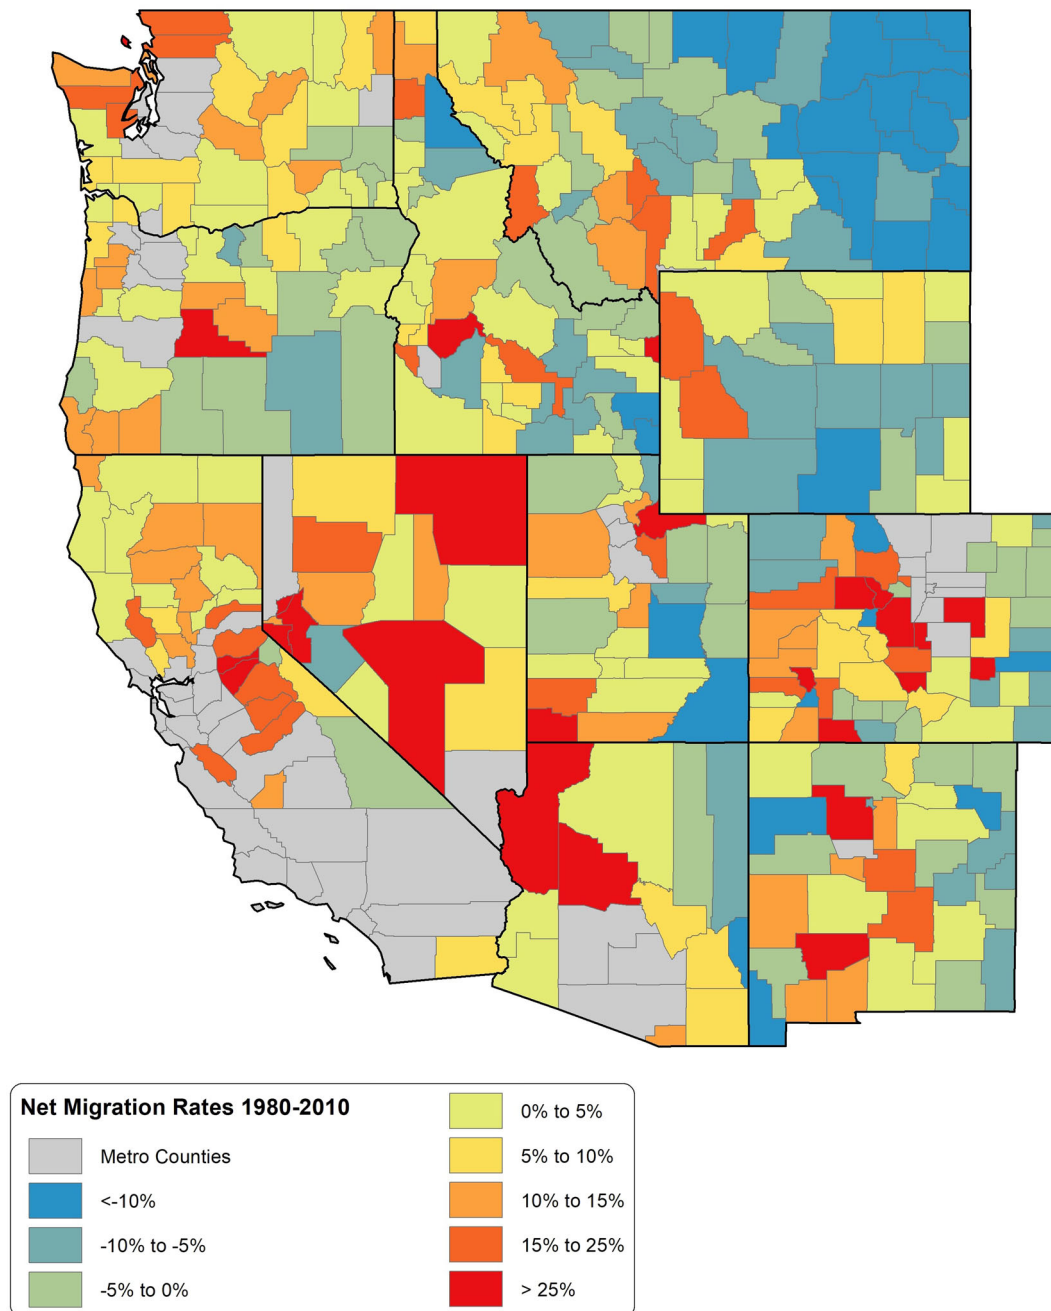 Net Migration Rates 1980-2010
Metro Counties
<-10%
-10% to -5%
-5% to 0%
0% to 5%
5% to 10%
10% to 15%
15% to 25%
> 25%